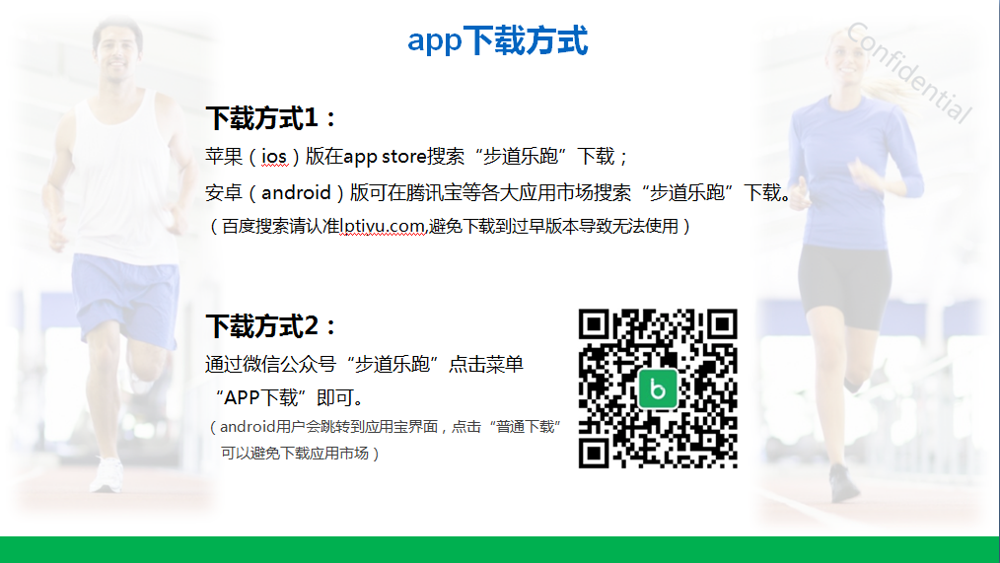 app下载方式
Confidential
下载方式1：
苹果（ios）版在app store搜索“步道乐跑”下载；
安卓（android）版可在腾讯宝等各大应用市场搜索“步道乐跑”下载。
（百度搜索请认准lptiyu.com,避免下载到过早版本导致无法使用）
下载方式2：
通过微信公众号“步道乐跑”点击菜单
“APP下载”即可。
（android用户会跳转到应用宝界面，点击“普通下载”
可以避免下载应用市场）
b